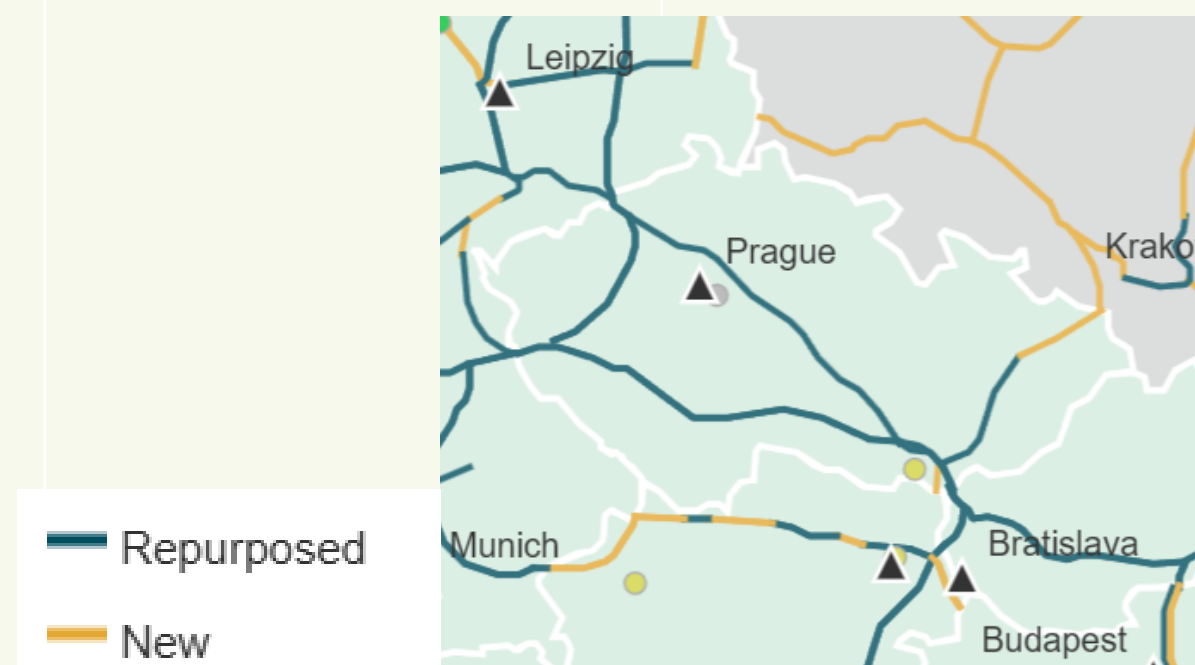 Leipzig
Prague
Krako
Munich
Bratislava
Budapest
Repurposed
New